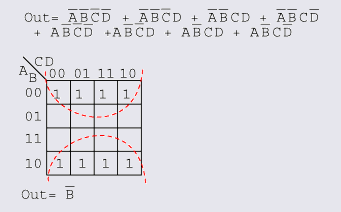 Out= A̅B̅C̅D̅ + A̅B̅C̅D + A̅B̅CD + A̅B̅CD̅
+ AB̅C̅D̅ +AB̅C̅D + AB̅CD + AB̅CD̅
CD
A B 00 01 11 10
00 1 1 1 1
01
11
10 1 1 1 1
Out= B̅